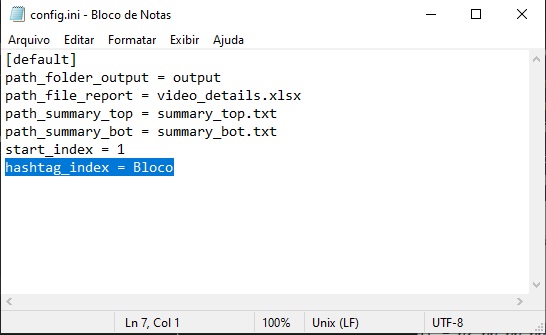 config.ini - Bloco de Notas
Arquivo Editar Formatar Exibir Ajuda
[default]
path_folder_output = output
path_file_report = video_details.xlsx
path_summary_top = summary_top.txt
path_summary_bot = summary_bot.txt
start_index = 1
hashtag_index = Bloco
Ln 7, Col 1 100% Unix (LF) UTF-8